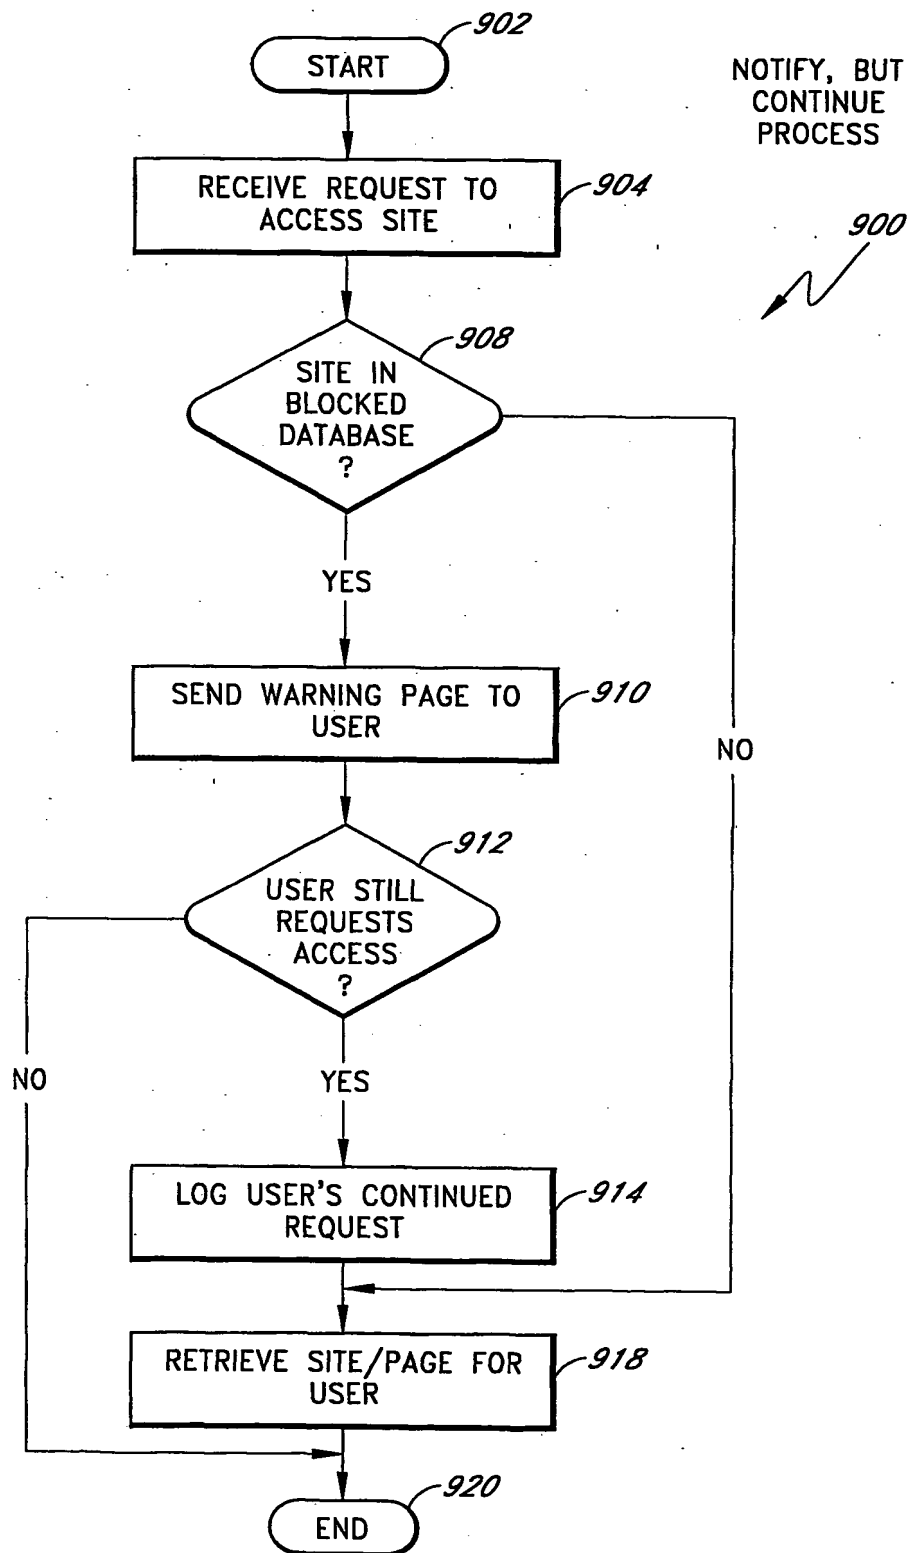 902
START
NOTIFY, BUT
CONTINUE
PROCESS
RECEIVE REQUEST TO
ACCESS SITE
904
900
908
SITE IN
BLOCKED
DATABASE
?
YES
SEND WARNING PAGE TO
USER
910
NO
912
USER STILL
REQUESTS
ACCESS
?
NO
YES
LOG USER'S CONTINUED
REQUEST
914
RETRIEVE SITE/PAGE FOR
USER
918
920
END